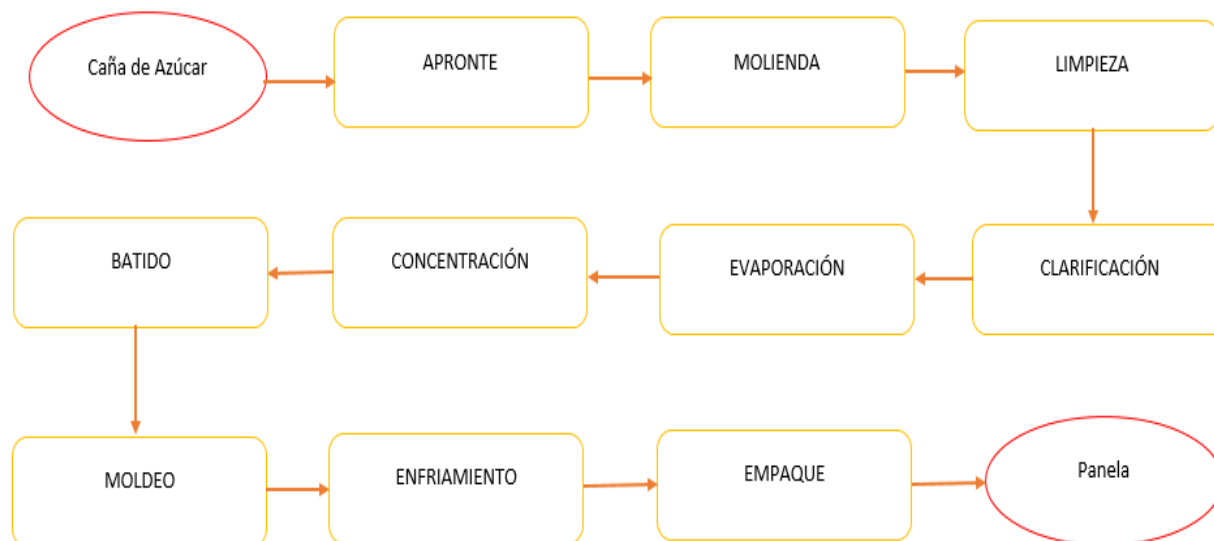 Caña de Azúcar
APRONTE
MOLIENDA
LIMPIEZA
CLARIFICACIÓN
EVAPORACIÓN
CONCENTRACIÓN
BATIDO
MOLDEO
ENFRIAMIENTO
EMPAQUE
Panela